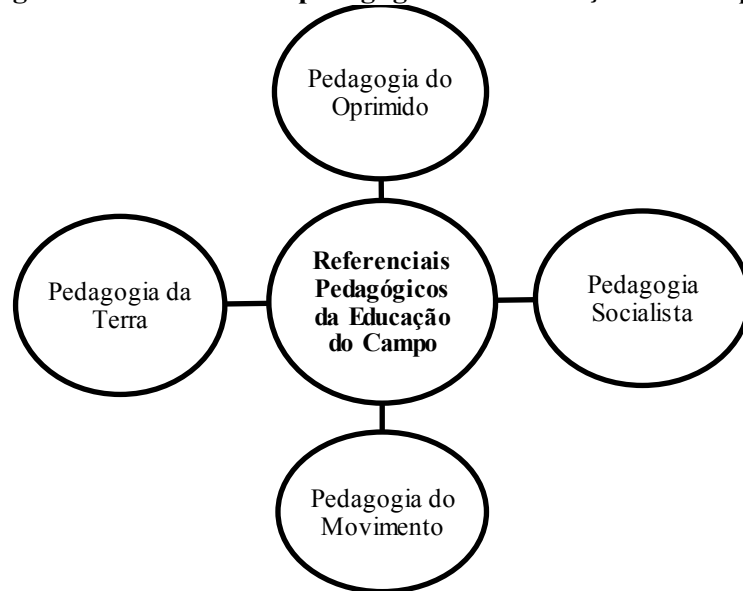 Pedagogia do
Oprimido
Referenciais
Pedagógicos
da Educação
do Campo
Pedagogia da
Terra
Pedagogia
Socialista
Pedagogia do
Movimento